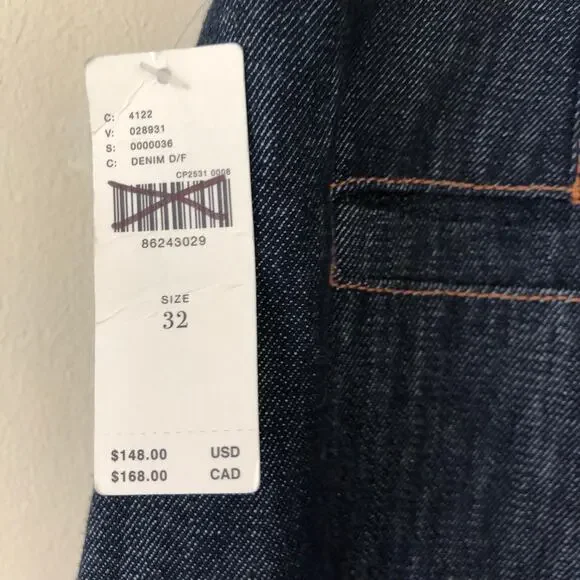 C: 4122
V: 028931
S: 0000036
C: DENIM D/F
CP2531 0008
86243029
SIZE
32
$148.00 USD
$168.00 CAD